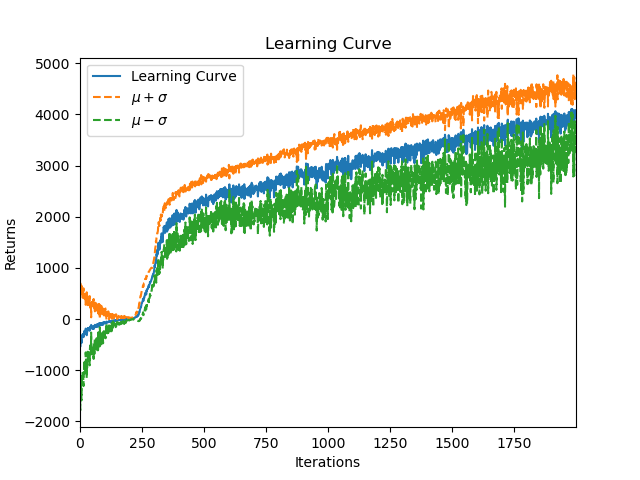 Learning Curve
Learning Curve
μ + σ
μ − σ
Returns
5000
4000
3000
2000
1000
0
−1000
−2000
0 250 500 750 1000 1250 1500 1750
Iterations